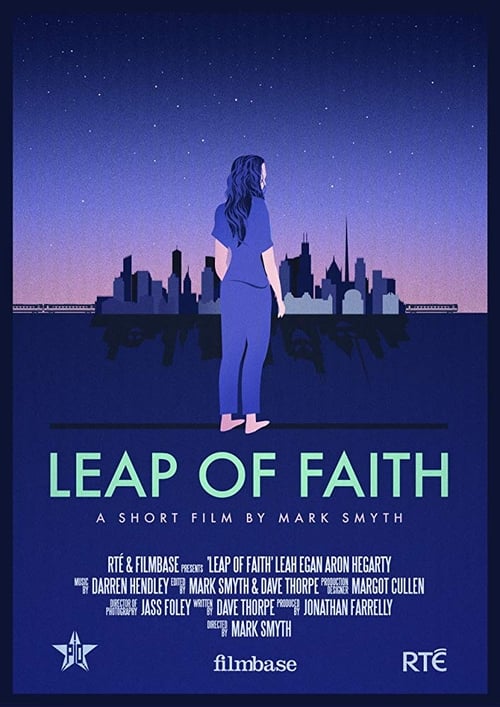 LEAP OF FAITH
A SHORT FILM BY MARK SMYTH
RTÉ & FILMBASE PRESENTS 'LEAP OF FAITH' LEAH EGAN ARON HEGARTY
MUSIC BY DARREN HENDLEY EDITED BY MARK SMYTH & DAVE THORPE PRODUCTION DESIGNER MARGOT CULLEN
DIRECTOR OF PHOTOGRAPHY JASS FOLEY WRITTEN BY DAVE THORPE PRODUCED BY JONATHAN FARRELLY
DIRECTED BY MARK SMYTH
filmbase RTÉ